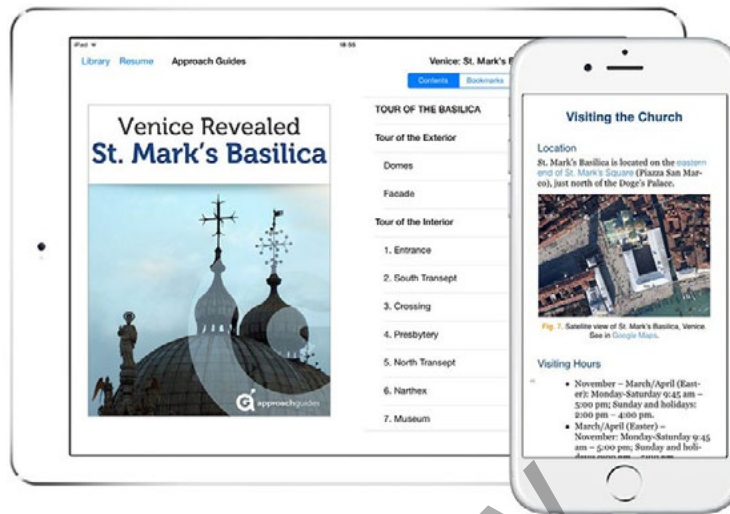 iPad
18:55
Library Resume Approach Guides
Venice: St. Mark's B
Contents Bookmarks
Venice Revealed
St. Mark's Basilica
approachguides
TOUR OF THE BASILICA
Tour of the Exterior
Domes
Facade
Tour of the Interior
1. Entrance
2. South Transept
3. Crossing
4. Presbytery
5. North Transept
6. Narthex
7. Museum
Visiting the Church
Location
St. Mark's Basilica is located on the eastern
end of St. Mark's Square (Piazza San Mar-
co), just north of the Doge's Palace.
Fig. 7. Satellite view of St. Mark's Basilica, Venice.
See in Google Maps.
Visiting Hours
• November – March/April (East-
er): Monday-Saturday 9:45 am –
5:00 pm; Sunday and holidays:
2:00 pm – 4:00 pm.
▪ March/April (Easter) –
November: Monday-Saturday 9:45
am – 5:00 pm; Sunday and holi-